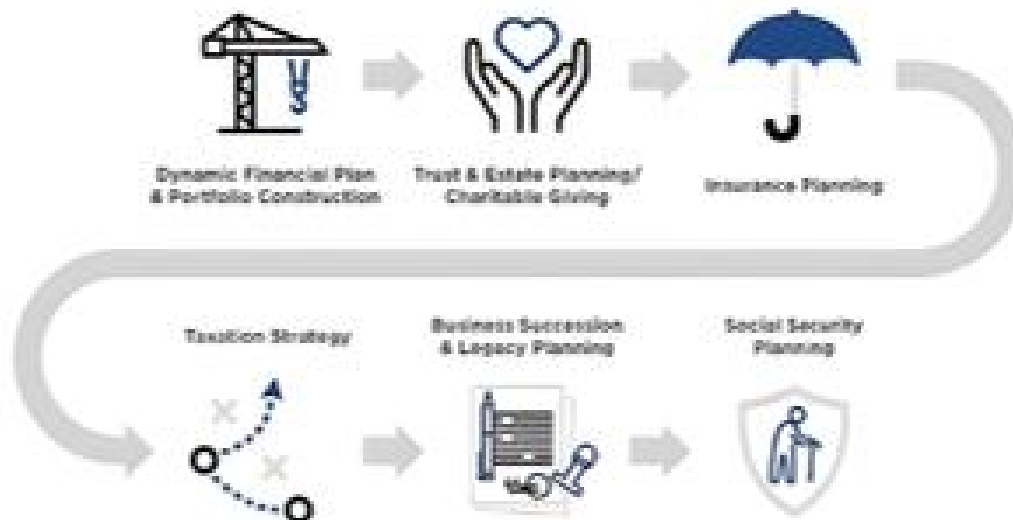 Dynamic Financial Plan
& Portfolio Construction
Trust & Estate Planning/
Charitable Giving
Insurance Planning
Taxation Strategy
Business Succession
& Legacy Planning
Social Security
Planning